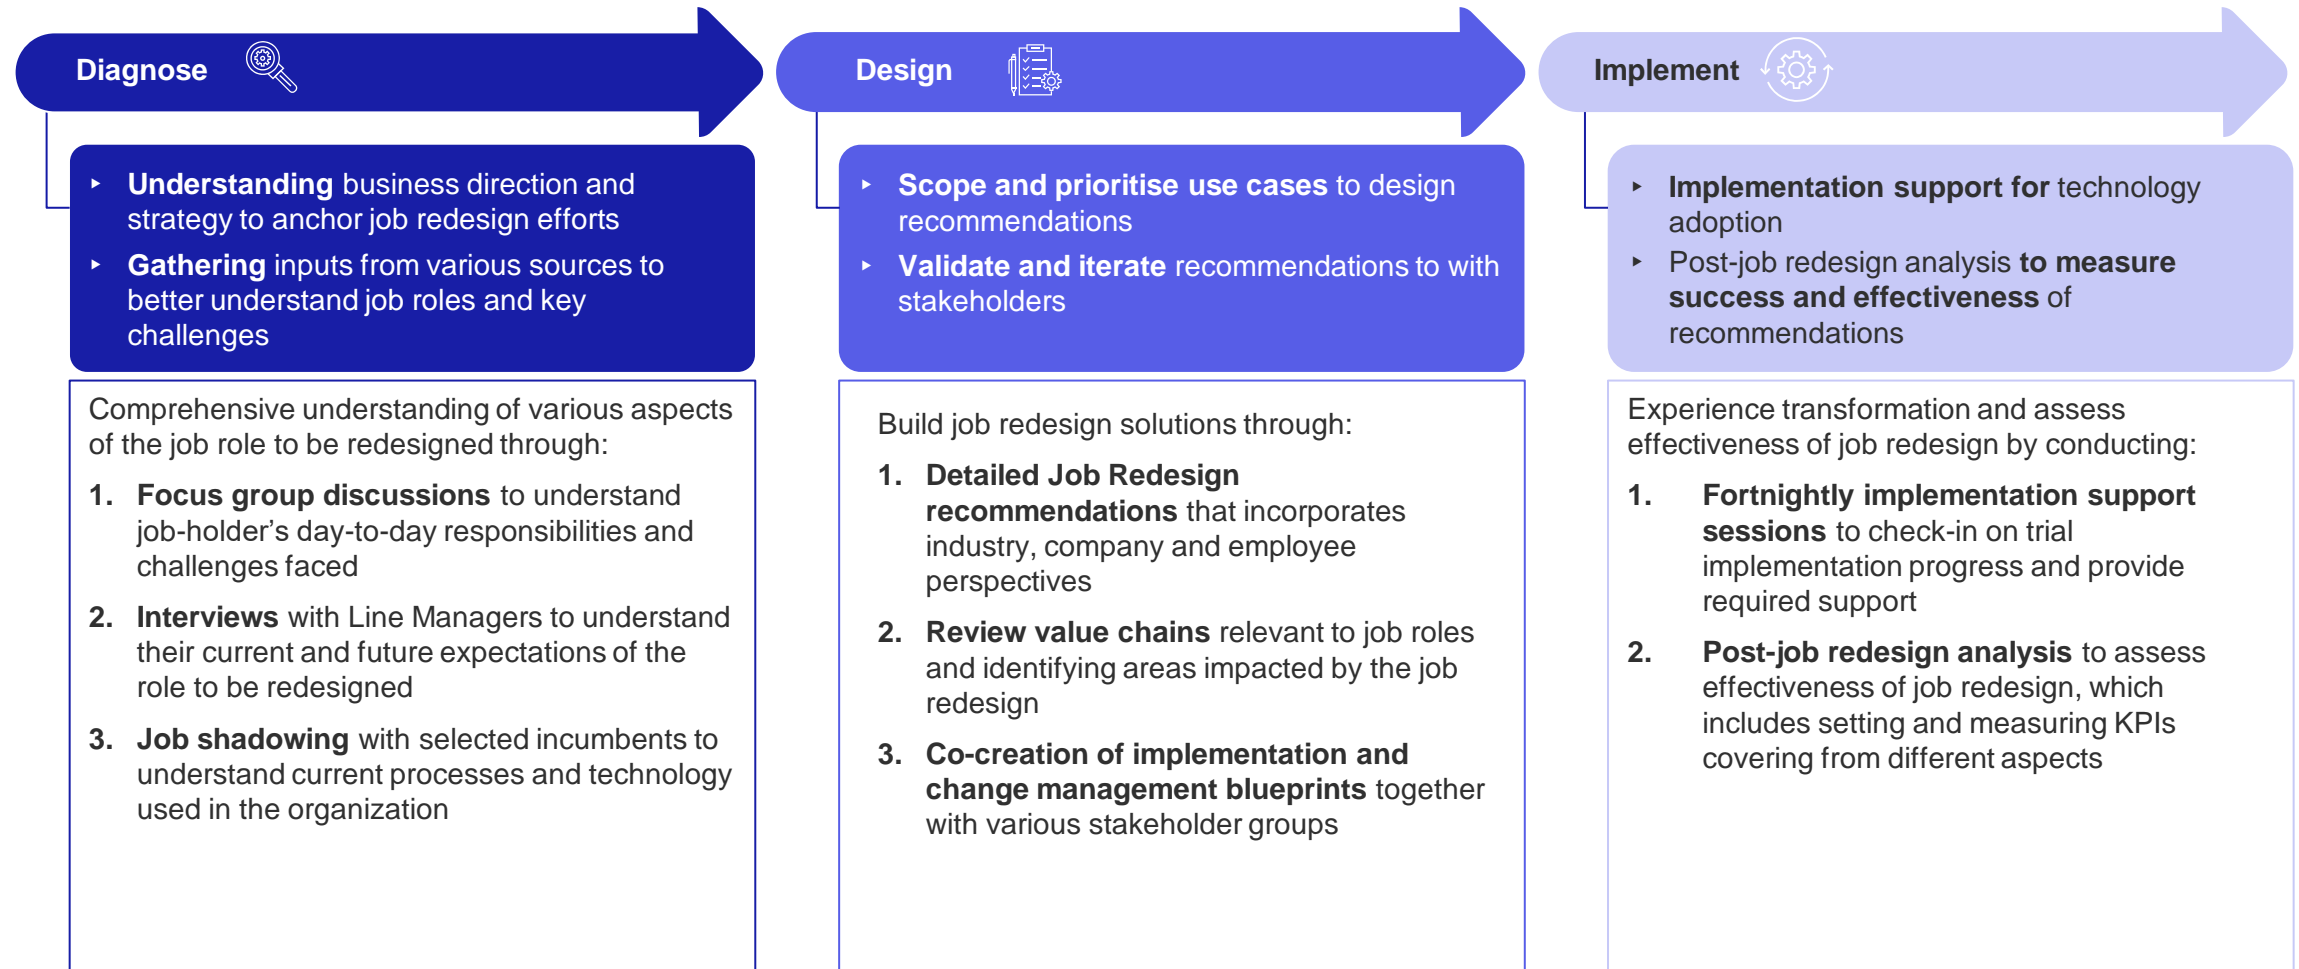 Diagnose
▸ Understanding business direction and
strategy to anchor job redesign efforts
▸ Gathering inputs from various sources to
better understand job roles and key
challenges
Comprehensive understanding of various aspects
of the job role to be redesigned through:
1. Focus group discussions to understand
job-holder’s day-to-day responsibilities and
challenges faced
2. Interviews with Line Managers to understand
their current and future expectations of the
role to be redesigned
3. Job shadowing with selected incumbents to
understand current processes and technology
used in the organization
Design
▸ Scope and prioritise use cases to design
recommendations
▸ Validate and iterate recommendations to with
stakeholders
Build job redesign solutions through:
1. Detailed Job Redesign
recommendations that incorporates
industry, company and employee
perspectives
2. Review value chains relevant to job roles
and identifying areas impacted by the job
redesign
3. Co-creation of implementation and
change management blueprints together
with various stakeholder groups
Implement
▸ Implementation support for technology
adoption
▸ Post-job redesign analysis to measure
success and effectiveness of
recommendations
Experience transformation and assess
effectiveness of job redesign by conducting:
1. Fortnightly implementation support
sessions to check-in on trial
implementation progress and provide
required support
2. Post-job redesign analysis to assess
effectiveness of job redesign, which
includes setting and measuring KPIs
covering from different aspects